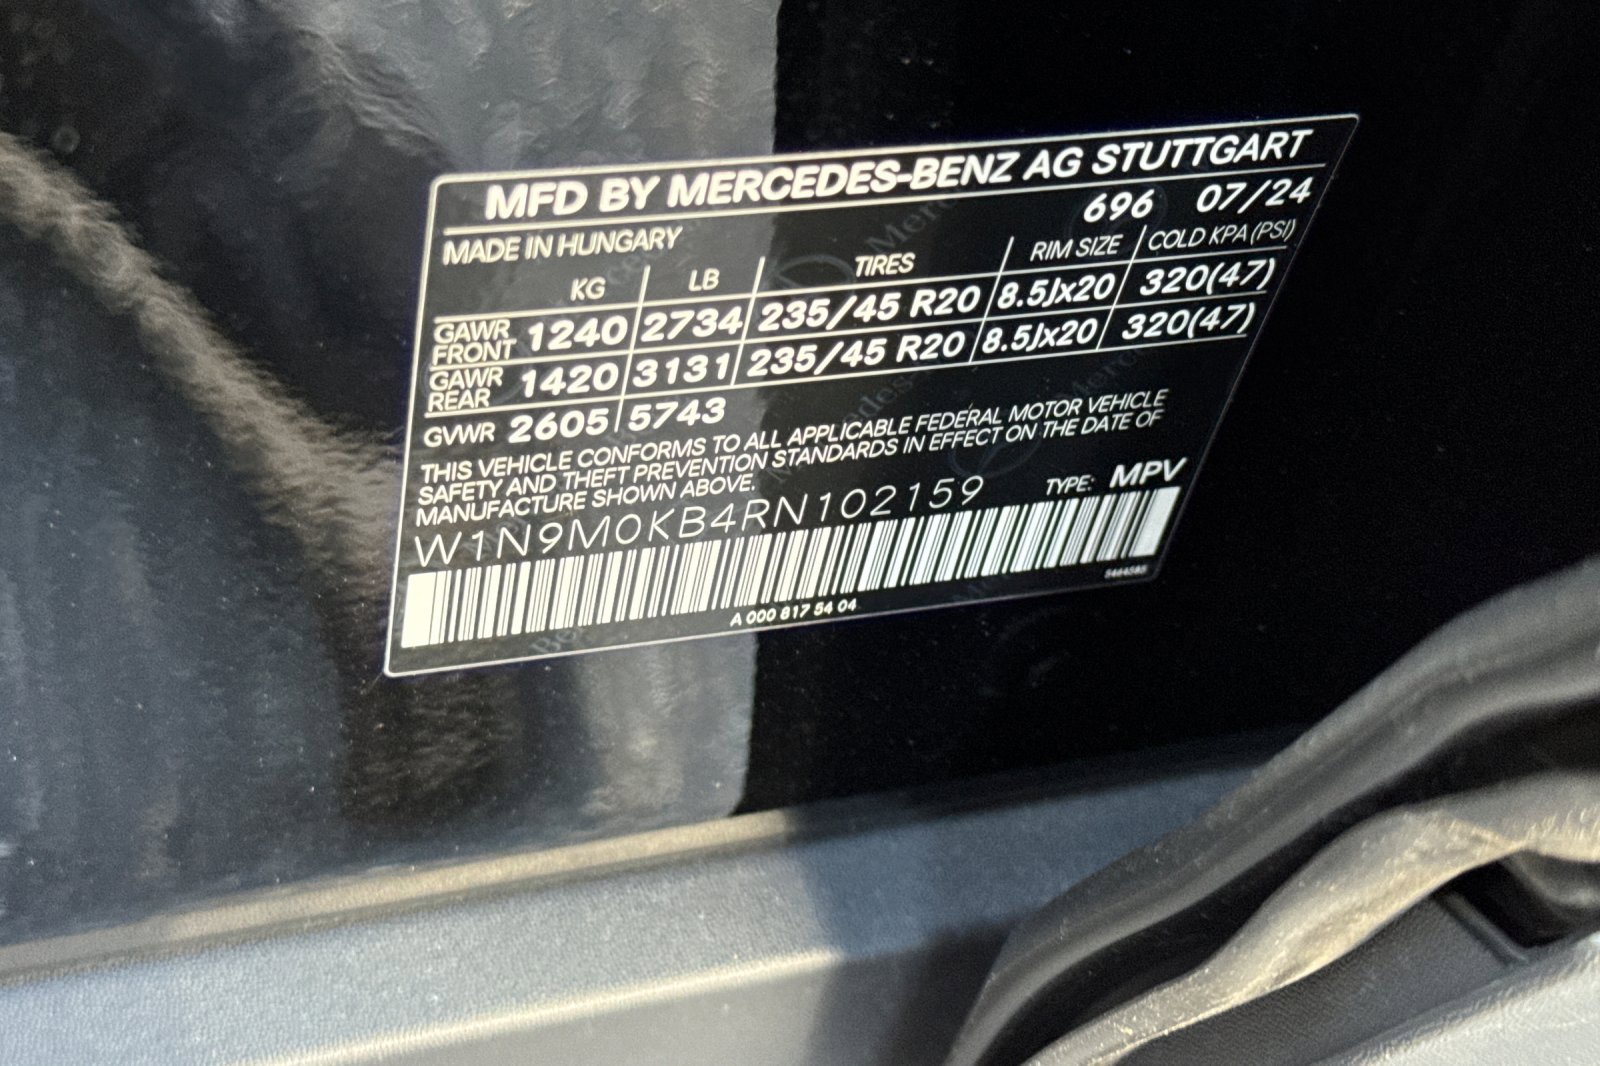 MFD BY MERCEDES-BENZ AG STUTTGART
696 07/24
MADE IN HUNGARY
KG LB TIRES RIM SIZE COLD KPA (PSI)
GAWR FRONT 1240 2734 235/45 R20 8.5Jx20 320(47)
GAWR REAR 1420 3131 235/45 R20 8.5Jx20 320(47)
GVWR 2605 5743
THIS VEHICLE CONFORMS TO ALL APPLICABLE FEDERAL MOTOR VEHICLE
SAFETY AND THEFT PREVENTION STANDARDS IN EFFECT ON THE DATE OF
MANUFACTURE SHOWN ABOVE.
W1N9M0KB4RN102159 TYPE: MPV
A 000 817 54 04